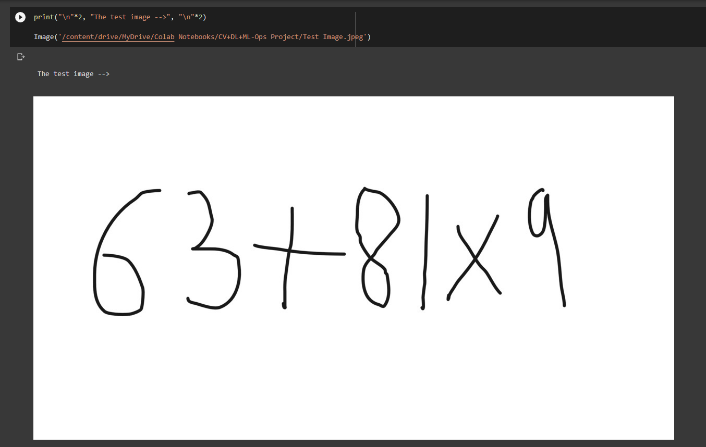 print("\n"*2, "The test image -->", "\n"*2)
Image('/content/drive/MyDrive/Colab Notebooks/CV+DL+ML-Ops Project/Test Image.jpeg')
The test image -->
63+81x9